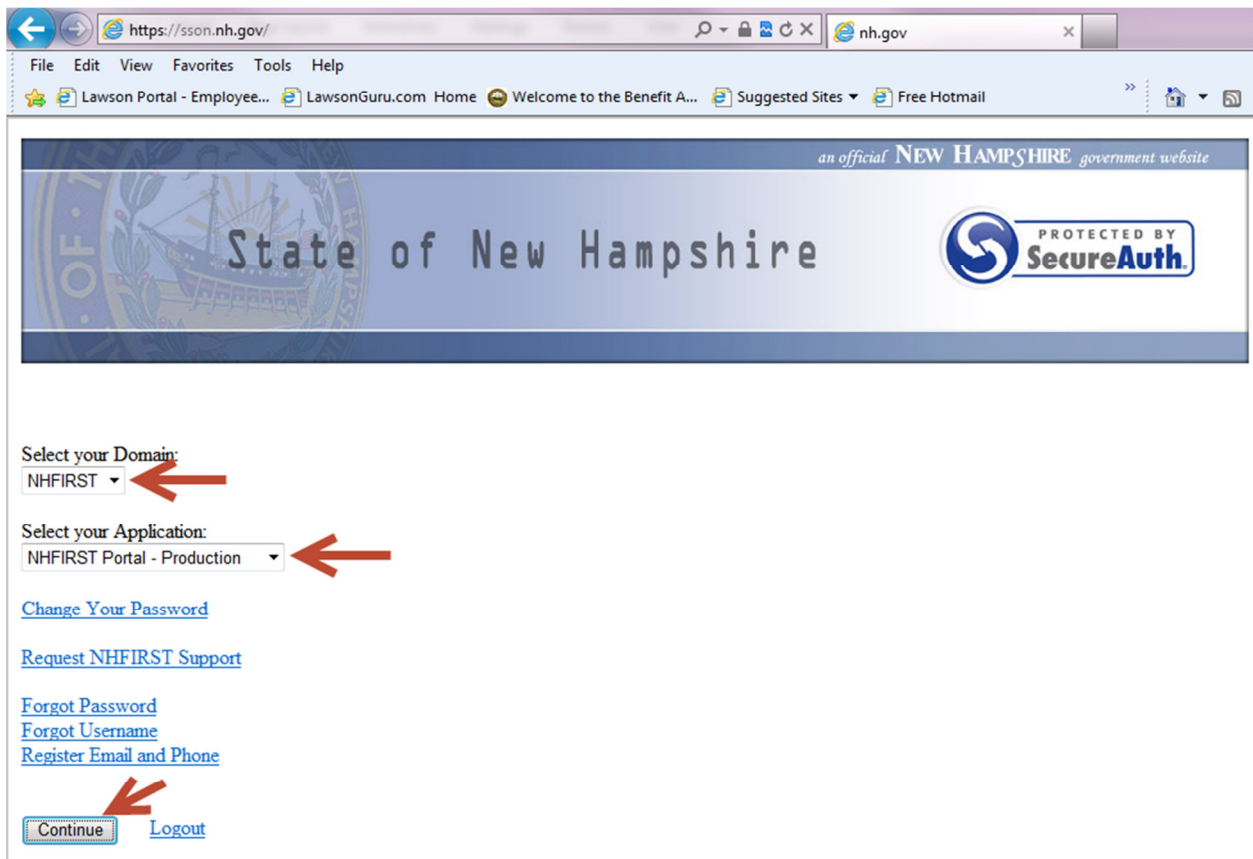 https://sson.nh.gov/
nh.gov
File Edit View Favorites Tools Help
Lawson Portal - Employee... LawsonGuru.com Home Welcome to the Benefit A... Suggested Sites Free Hotmail
an official NEW HAMPSHIRE government website
State of New Hampshire
PROTECTED BY
SecureAuth.
Select your Domain:
NHFIRST
Select your Application:
NHFIRST Portal - Production
Change Your Password
Request NHFIRST Support
Forgot Password
Forgot Username
Register Email and Phone
Continue Logout